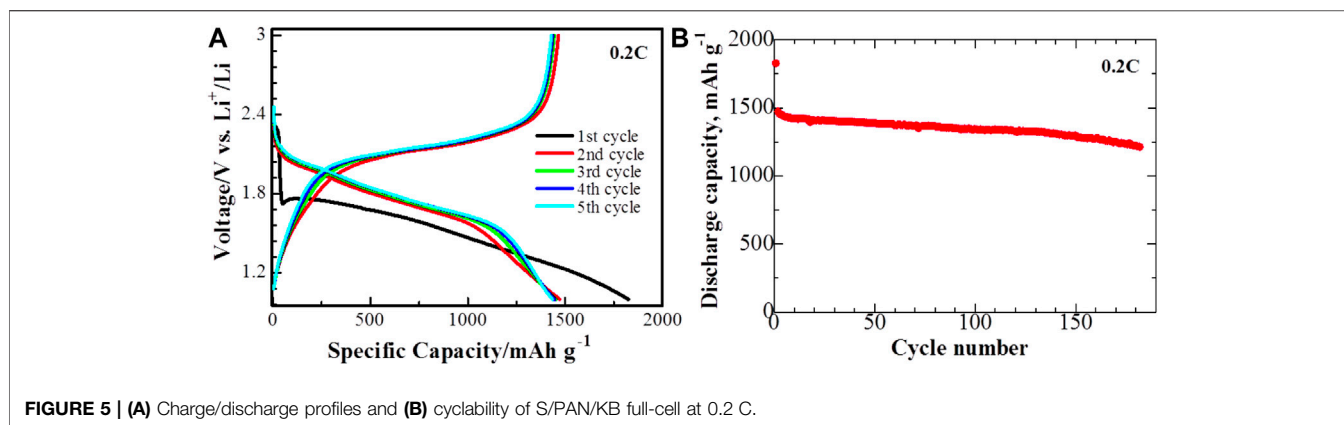 A
3
2.4
1.8
1.2
Voltage/V vs. Li⁺/Li
0.2C
1st cycle
2nd cycle
3rd cycle
4th cycle
5th cycle
0
500
1000
1500
2000
Specific Capacity/mAh g⁻¹
B
2000
1500
1000
500
0
Discharge capacity, mAh g⁻¹
0.2C
0
50
100
150
Cycle number
FIGURE 5 | (A) Charge/discharge profiles and (B) cyclability of S/PAN/KB full-cell at 0.2 C.